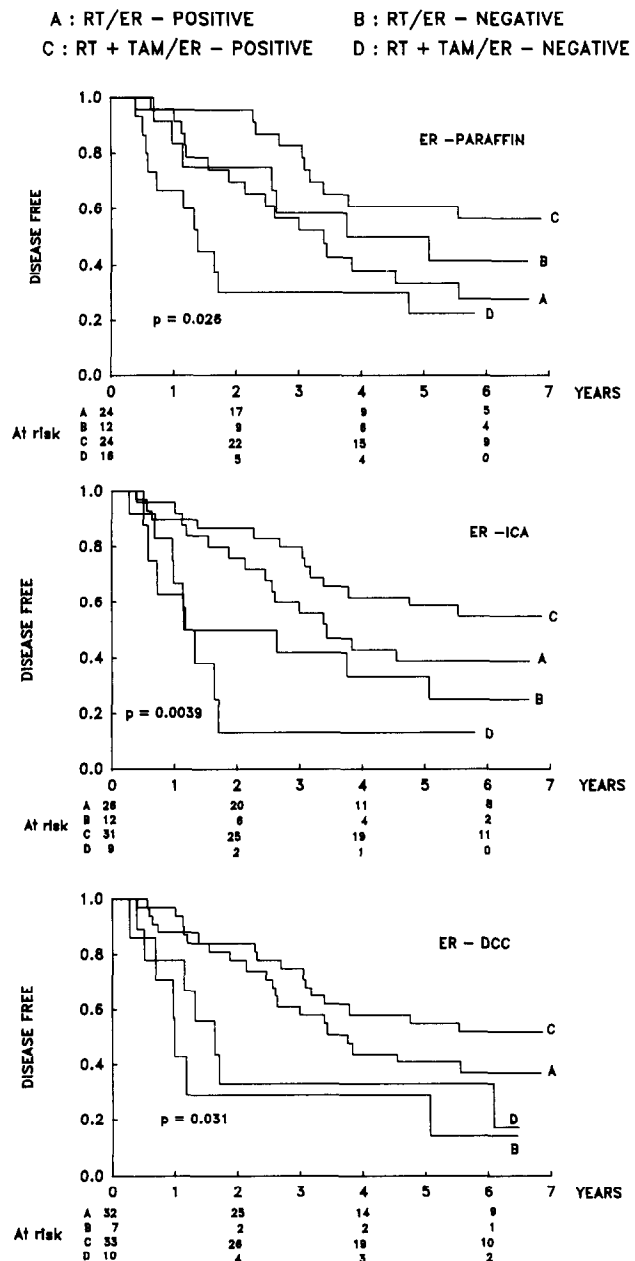 A : RT/ER – POSITIVE B : RT/ER – NEGATIVE
C : RT + TAM/ER – POSITIVE D : RT + TAM/ER – NEGATIVE
1.0
ER –PARAFFIN
0.8
0.6
C
B
0.4
A
D
0.2
p = 0.026
0.0
DISEASE FREE
0 1 2 3 4 5 6 7 YEARS
At risk
A 24 17 9 5
B 12 9 6 4
C 24 22 15 9
D 16 5 4 0
1.0
ER –ICA
0.8
0.6
C
0.4
A
B
0.2
p = 0.0039
D
0.0
DISEASE FREE
0 1 2 3 4 5 6 7 YEARS
At risk
A 26 20 11 8
B 12 6 4 2
C 31 25 19 11
D 9 2 1 0
1.0
ER – DCC
0.8
0.6
C
0.4
A
0.2
p = 0.031
D
B
0.0
DISEASE FREE
0 1 2 3 4 5 6 7 YEARS
At risk
A 32 25 14 9
B 7 2 2 1
C 33 26 19 10
D 10 4 3 2